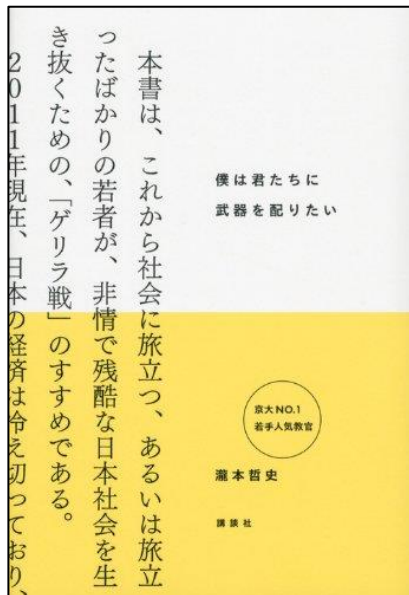 本書は、これから社会に旅立つ、あるいは旅立
ったばかりの若者が、非情で残酷な日本社会を生
き抜くための、「ゲリラ戦」のすすめである。
2011年現在、日本の経済は冷え切っており、
僕は君たちに
武器を配りたい
京大NO.1
若手人気教官
瀧本哲史
講談社